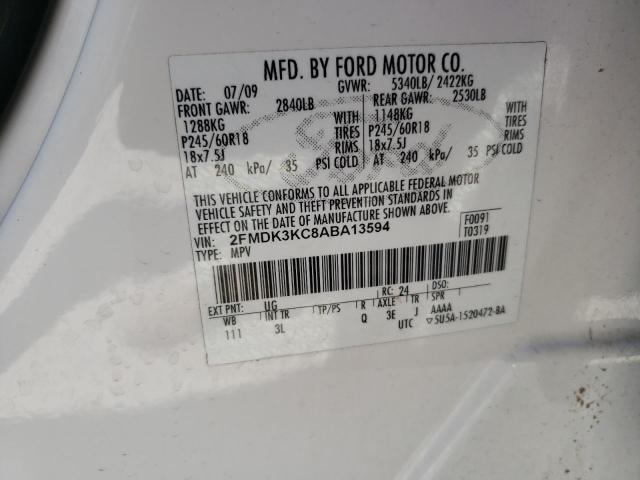 MFD. BY FORD MOTOR CO.
DATE: 07/09 GVWR: 5340LB/ 2422KG
FRONT GAWR: 2840LB REAR GAWR: 2530LB
1288KG WITH 1148KG WITH
P245/60R18 TIRES P245/60R18 TIRES
18x7.5J RIMS 18x7.5J RIMS
AT 240 kPa/ 35 PSI COLD AT 240 kPa/ 35 PSI COLD
THIS VEHICLE CONFORMS TO ALL APPLICABLE FEDERAL MOTOR
VEHICLE SAFETY AND THEFT PREVENTION STANDARDS IN
EFFECT ON THE DATE OF MANUFACTURE SHOWN ABOVE.
VIN: 2FMDK3KC8ABA13594 F0091
TYPE: MPV T0319
EXT PNT: UG RC: 24 DSO:
WB INT TR TP/PS R AXLE TR SPR
111 3L Q 3E J AAAA
UTC ▽5U5A-1520472-BA